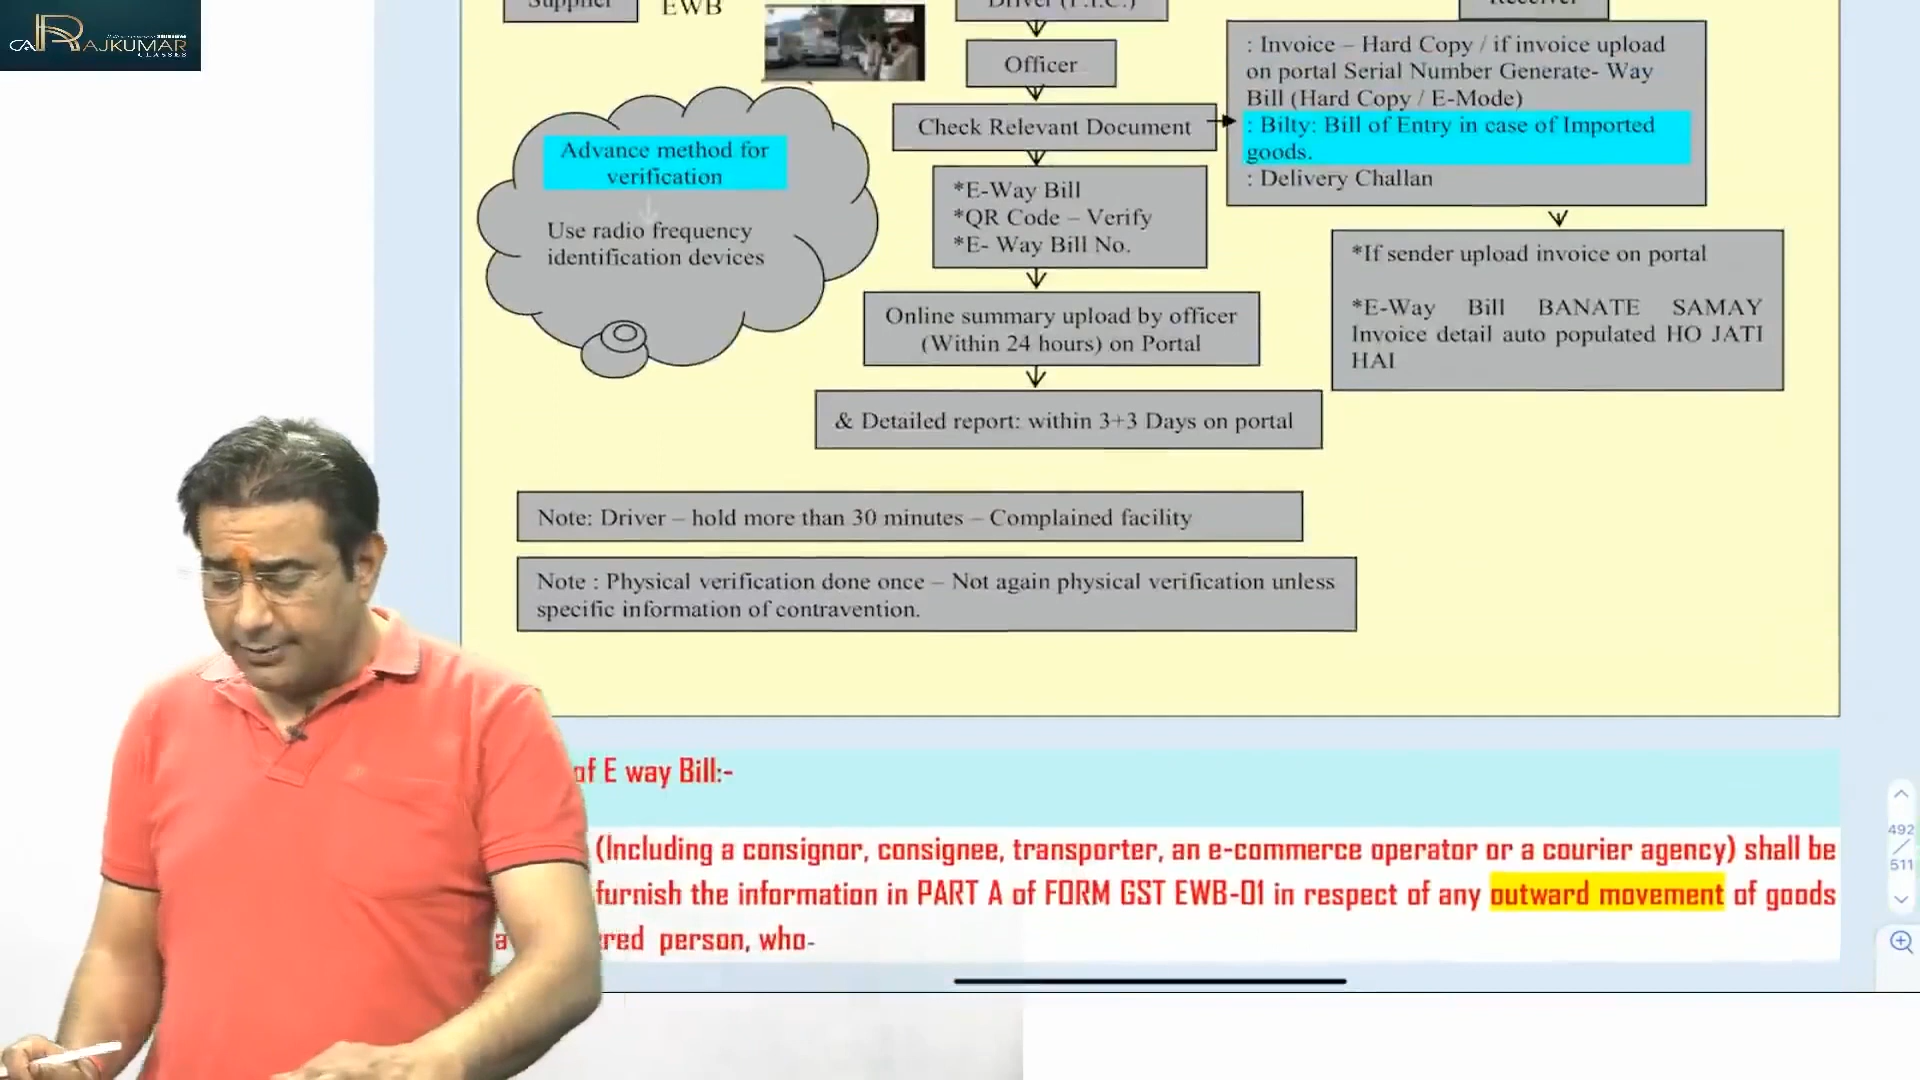 CA RAJKUMAR
CLASSES
Supplier
EWB
Driver (P.I.C.)
Receiver
Officer
Check Relevant Document
: Invoice – Hard Copy / if invoice upload
on portal Serial Number Generate- Way
Bill (Hard Copy / E-Mode)
: Bilty: Bill of Entry in case of Imported
goods.
: Delivery Challan
Advance method for
verification
Use radio frequency
identification devices
*E-Way Bill
*QR Code – Verify
*E- Way Bill No.
*If sender upload invoice on portal
*E-Way Bill BANATE SAMAY
Invoice detail auto populated HO JATI
HAI
Online summary upload by officer
(Within 24 hours) on Portal
& Detailed report: within 3+3 Days on portal
Note: Driver – hold more than 30 minutes – Complained facility
Note : Physical verification done once – Not again physical verification unless
specific information of contravention.
of E way Bill:-
(Including a consignor, consignee, transporter, an e-commerce operator or a courier agency) shall be
furnish the information in PART A of FORM GST EWB-01 in respect of any outward movement of goods
a red person, who-
492
/
511